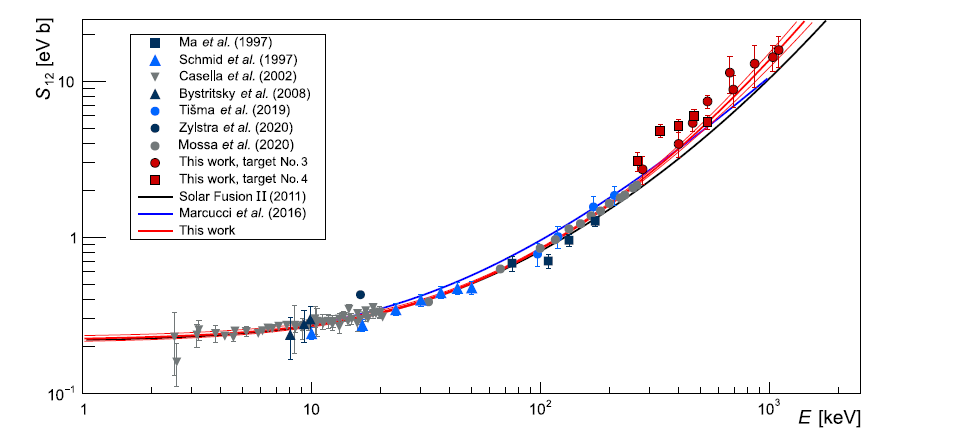 S₁₂ [eV b]
10
1
10⁻¹
Ma et al. (1997)
Schmid et al. (1997)
Casella et al. (2002)
Bystritsky et al. (2008)
Tišma et al. (2019)
Zylstra et al. (2020)
Mossa et al. (2020)
This work, target No. 3
This work, target No. 4
Solar Fusion II (2011)
Marcucci et al. (2016)
This work
1 10 10² 10³
E [keV]